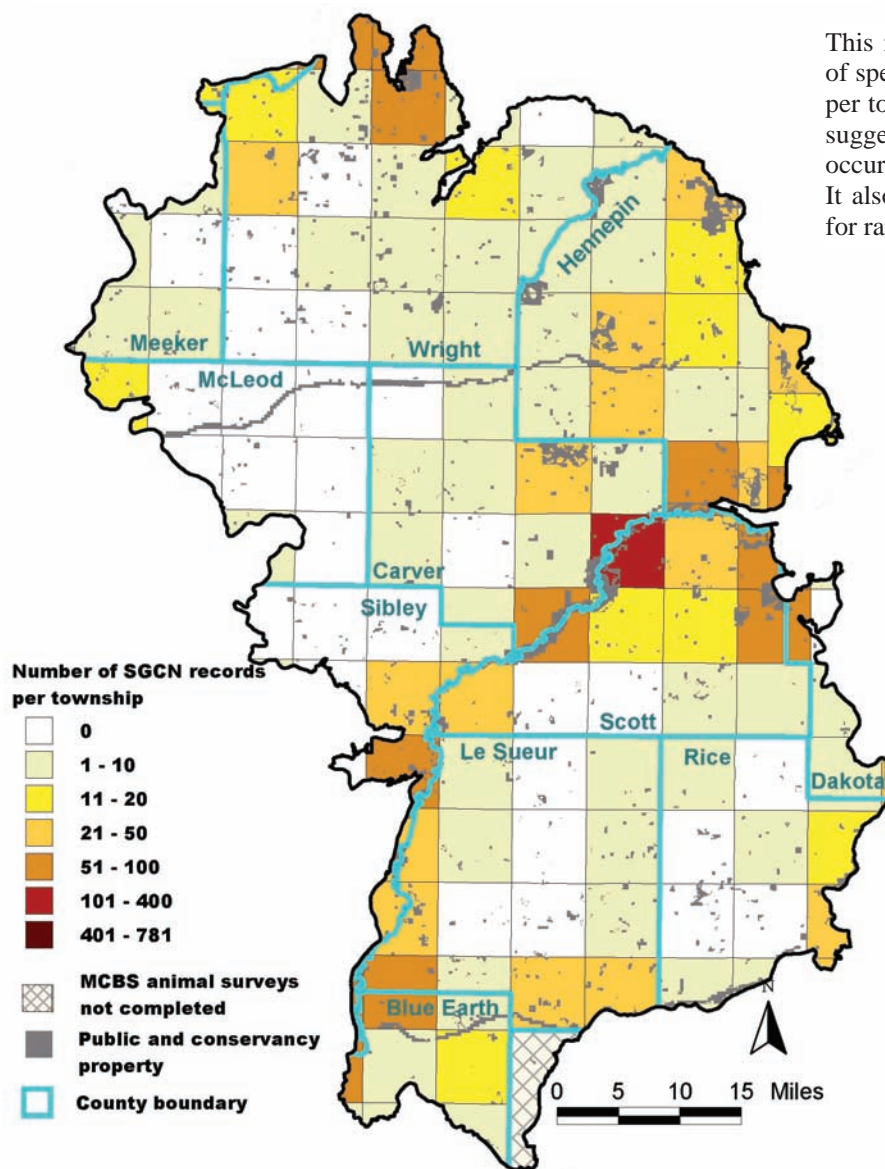 This
of spe
per to
sugge
occur
It also
for ra
Hennepin
Meeker
Wright
McLeod
Carver
Sibley
Scott
Le Sueur
Rice
Dakota
Blue Earth
Number of SGCN records
per township
0
1 - 10
11 - 20
21 - 50
51 - 100
101 - 400
401 - 781
MCBS animal surveys
not completed
Public and conservancy
property
County boundary
N
0 5 10 15 Miles